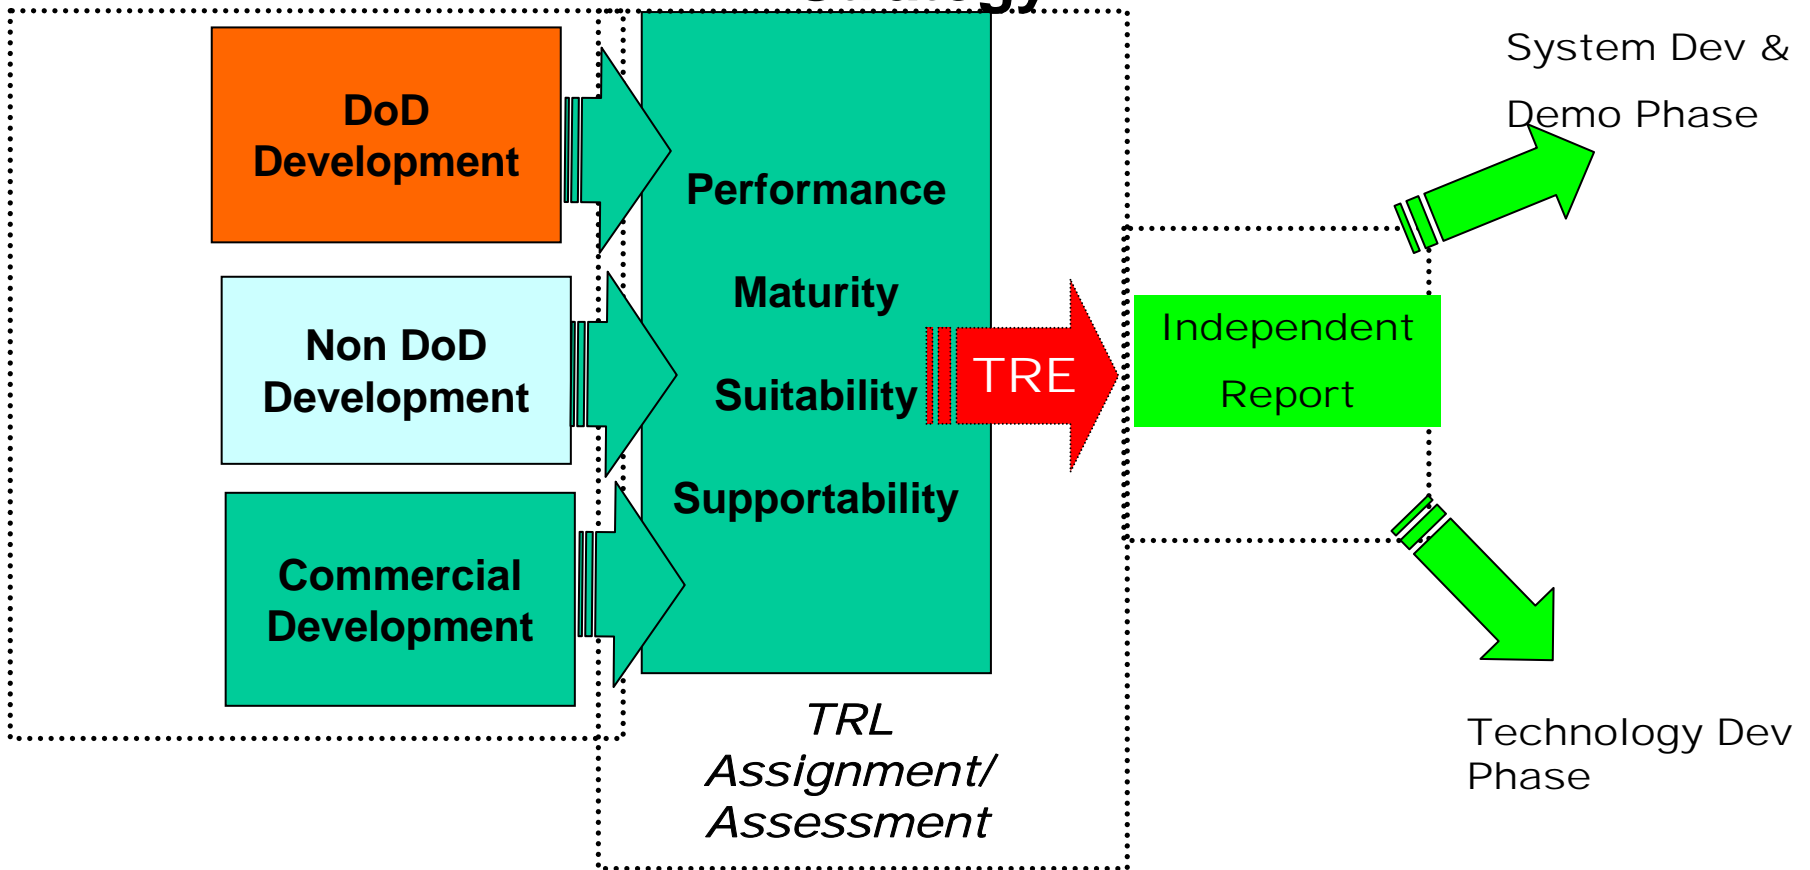 DoD
Development
Non DoD
Development
Commercial
Development
Performance
Maturity
Suitability
Supportability
TRL
Assignment/
Assessment
TRE
Independent
Report
System Dev &
Demo Phase
Technology Dev
Phase